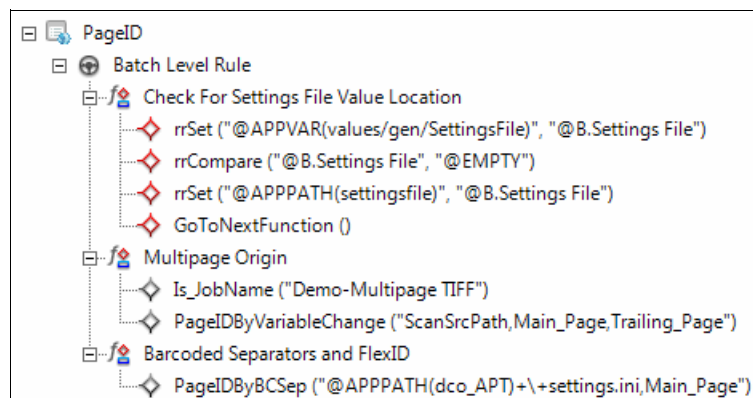 PageID
Batch Level Rule
Check For Settings File Value Location
rrSet ("@APPVAR(values/gen/SettingsFile)", "@B.Settings File")
rrCompare ("@B.Settings File", "@EMPTY")
rrSet ("@APPPATH(settingsfile)", "@B.Settings File")
GoToNextFunction ()
Multipage Origin
Is_JobName ("Demo-Multipage TIFF")
PageIDByVariableChange ("ScanSrcPath,Main_Page,Trailing_Page")
Barcoded Separators and FlexID
PageIDByBCSep ("@APPPATH(dco_APT)+\+settings.ini,Main_Page")